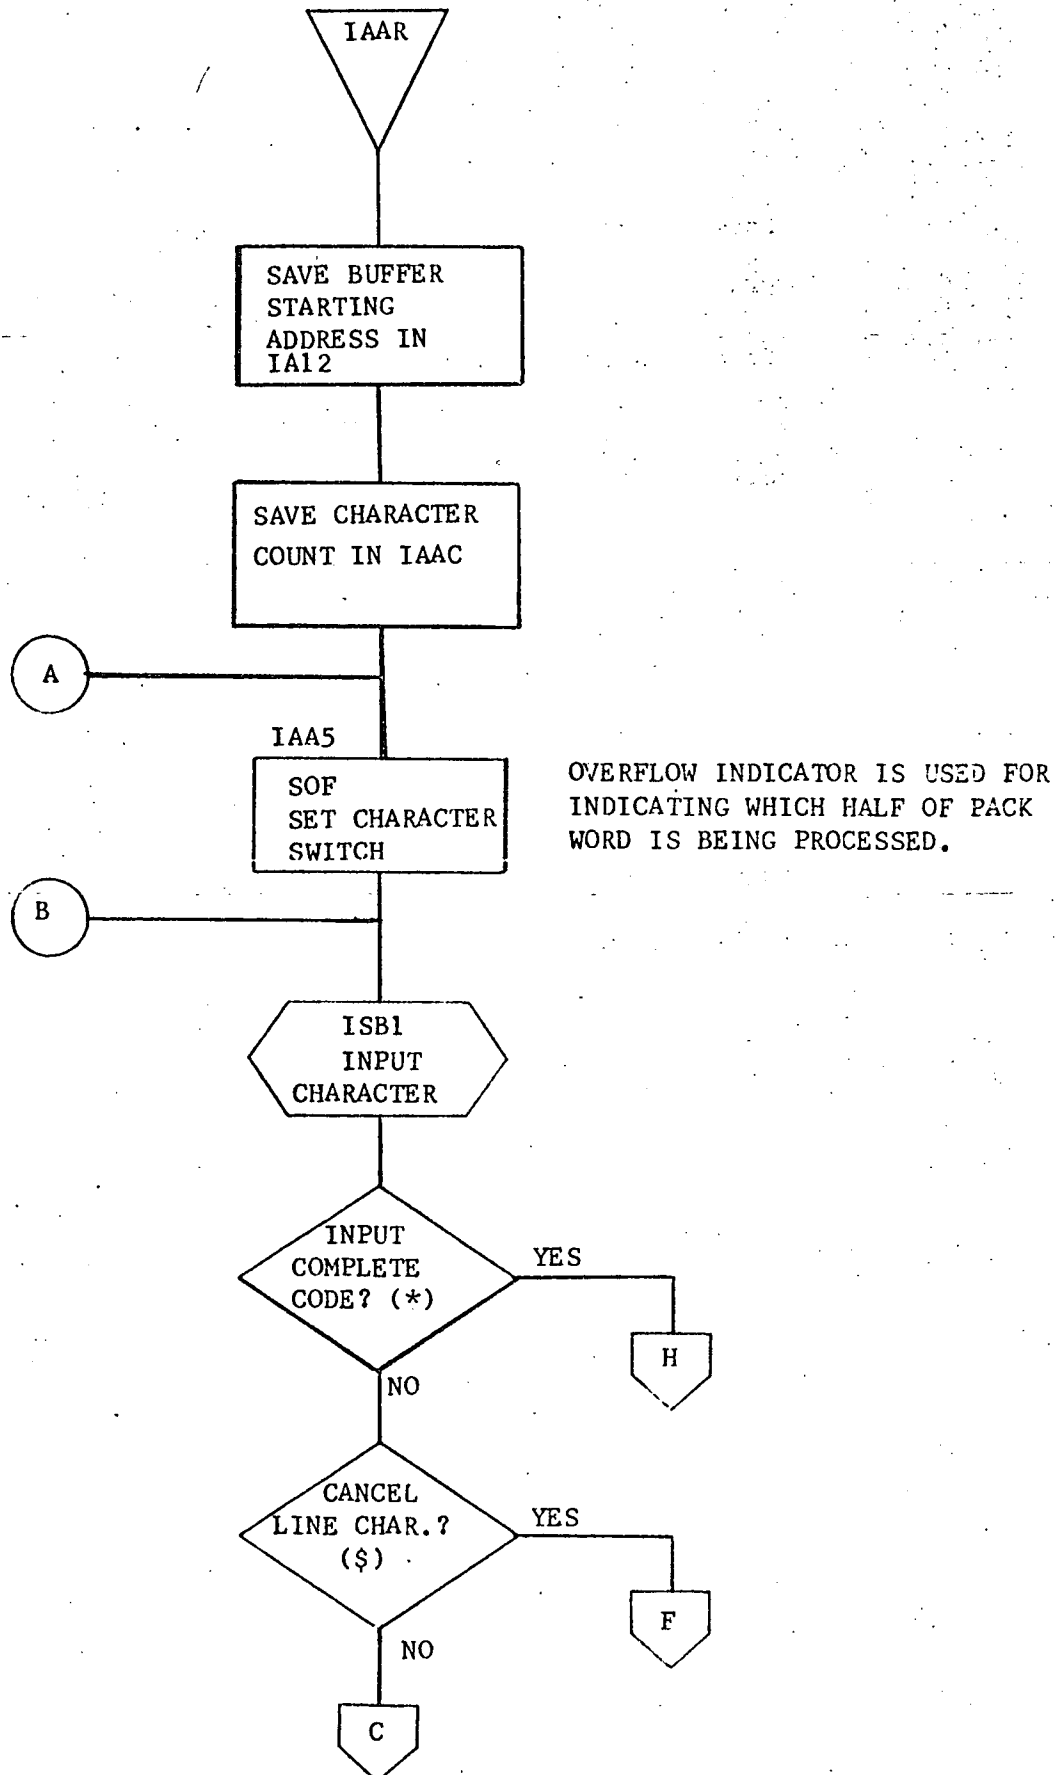 IAAR
SAVE BUFFER
STARTING
ADDRESS IN
IA12
SAVE CHARACTER
COUNT IN IAAC
A
IAA5
SOF
SET CHARACTER
SWITCH
OVERFLOW INDICATOR IS USED FOR
INDICATING WHICH HALF OF PACK
WORD IS BEING PROCESSED.
B
ISB1
INPUT
CHARACTER
INPUT
COMPLETE
CODE? (*)
YES
H
NO
CANCEL
LINE CHAR.?
($)
YES
F
NO
C